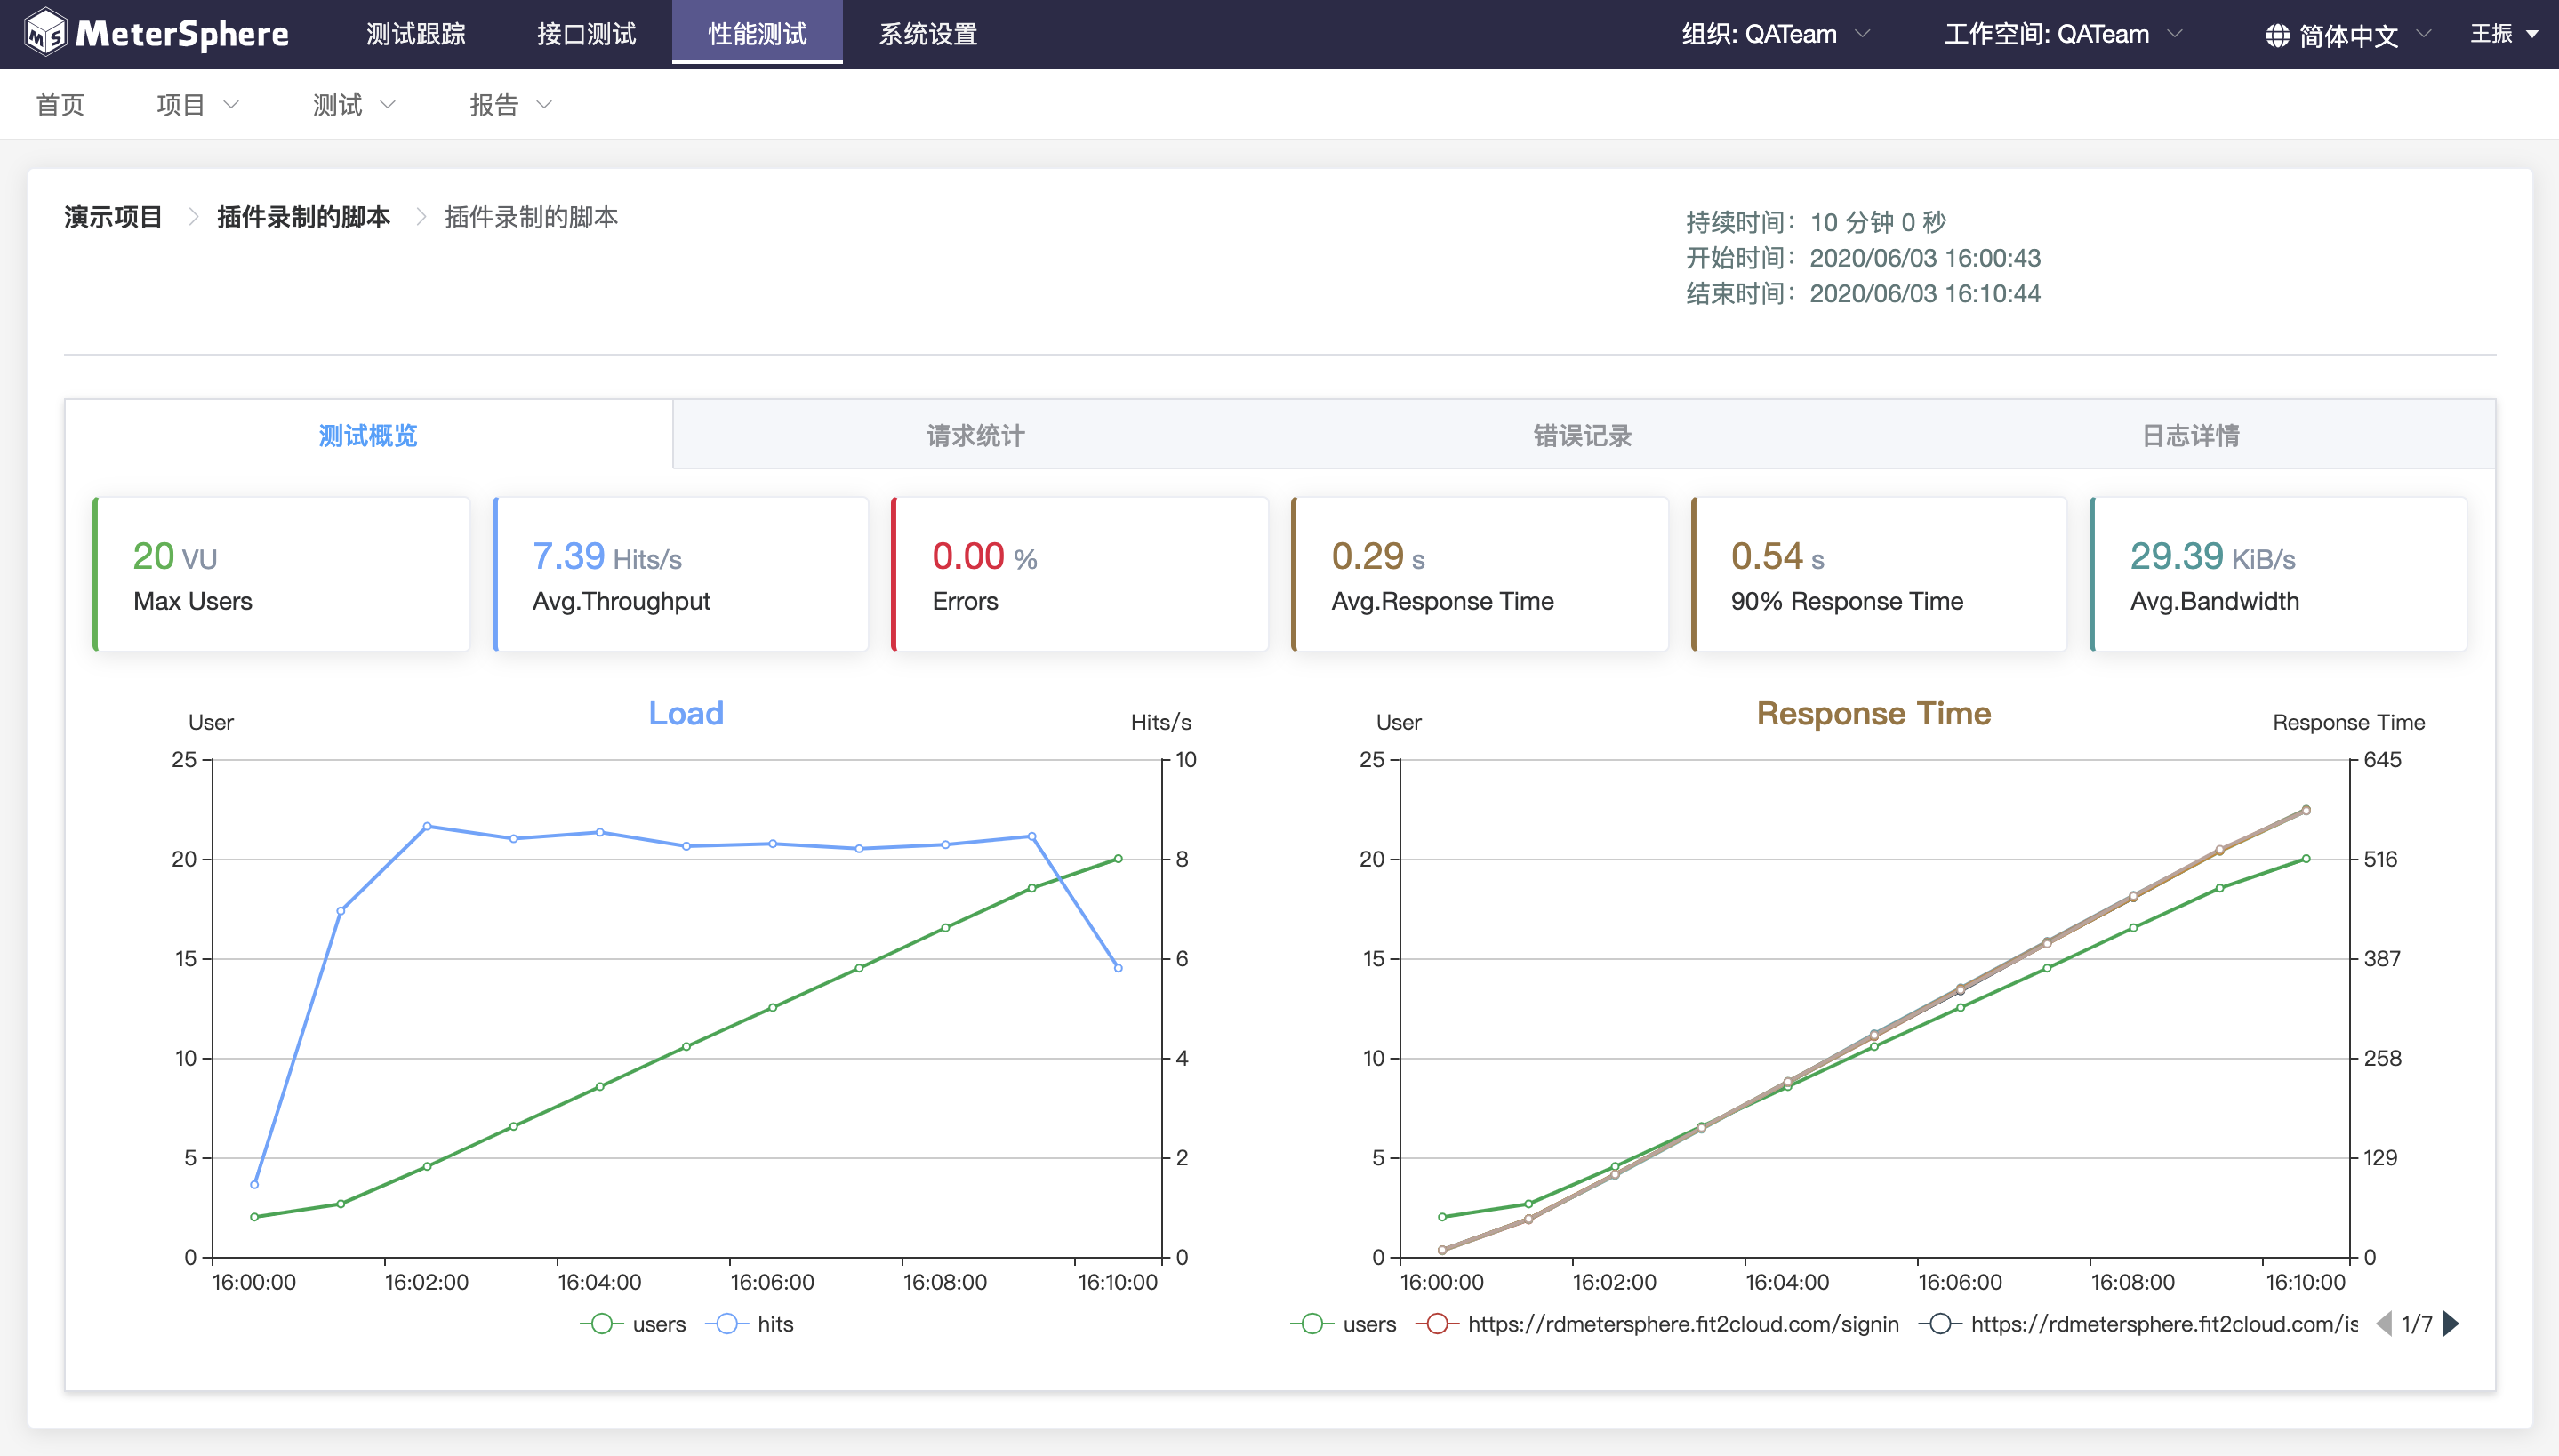 MeterSphere 测试跟踪 接口测试 性能测试 系统设置 组织: QATeam 工作空间: QATeam 简体中文 王振
首页 项目 测试 报告
演示项目 插件录制的脚本 插件录制的脚本
持续时间： 10 分钟 0 秒
开始时间： 2020/06/03 16:00:43
结束时间： 2020/06/03 16:10:44
测试概览 请求统计 错误记录 日志详情
20 VU
Max Users
7.39 Hits/s
Avg.Throughput
0.00 %
Errors
0.29 s
Avg.Response Time
0.54 s
90% Response Time
29.39 KiB/s
Avg.Bandwidth
Load
User Hits/s
25 10
20 8
15 6
10 4
5 2
0 0
16:00:00 16:02:00 16:04:00 16:06:00 16:08:00 16:10:00
users hits
Response Time
User Response Time
25 645
20 516
15 387
10 258
5 129
0 0
16:00:00 16:02:00 16:04:00 16:06:00 16:08:00 16:10:00
users https://rdmetersphere.fit2cloud.com/signin https://rdmetersphere.fit2cloud.com/is 1/7